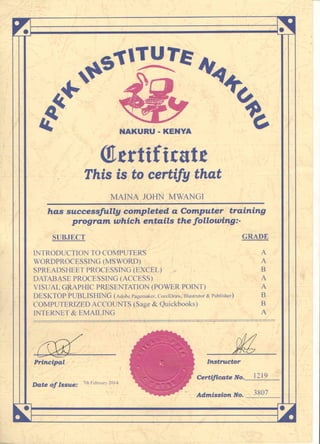 FPFK INSTITUTE NAKURU
NAKURU - KENYA
Certificate
This is to certify that
MAINA JOHN MWANGI
has successfully completed a Computer training
program which entails the following:-
SUBJECT GRADE
INTRODUCTION TO COMPUTERS A
WORDPROCESSING (MSWORD) A
SPREADSHEET PROCESSING (EXCEL) B
DATABASE PROCESSING (ACCESS) A
VISUAL GRAPHIC PRESENTATION (POWER POINT) A
DESKTOP PUBLISHING (Adobe Pagemaker, CorelDraw, Illustrator & Publisher) B
COMPUTERIZED ACCOUNTS (Sage & Quickbooks) B
INTERNET & EMAILING A
Principal Instructor
Date of Issue: 7th February 2014
Certificate No. 1219
Admission No. 3807